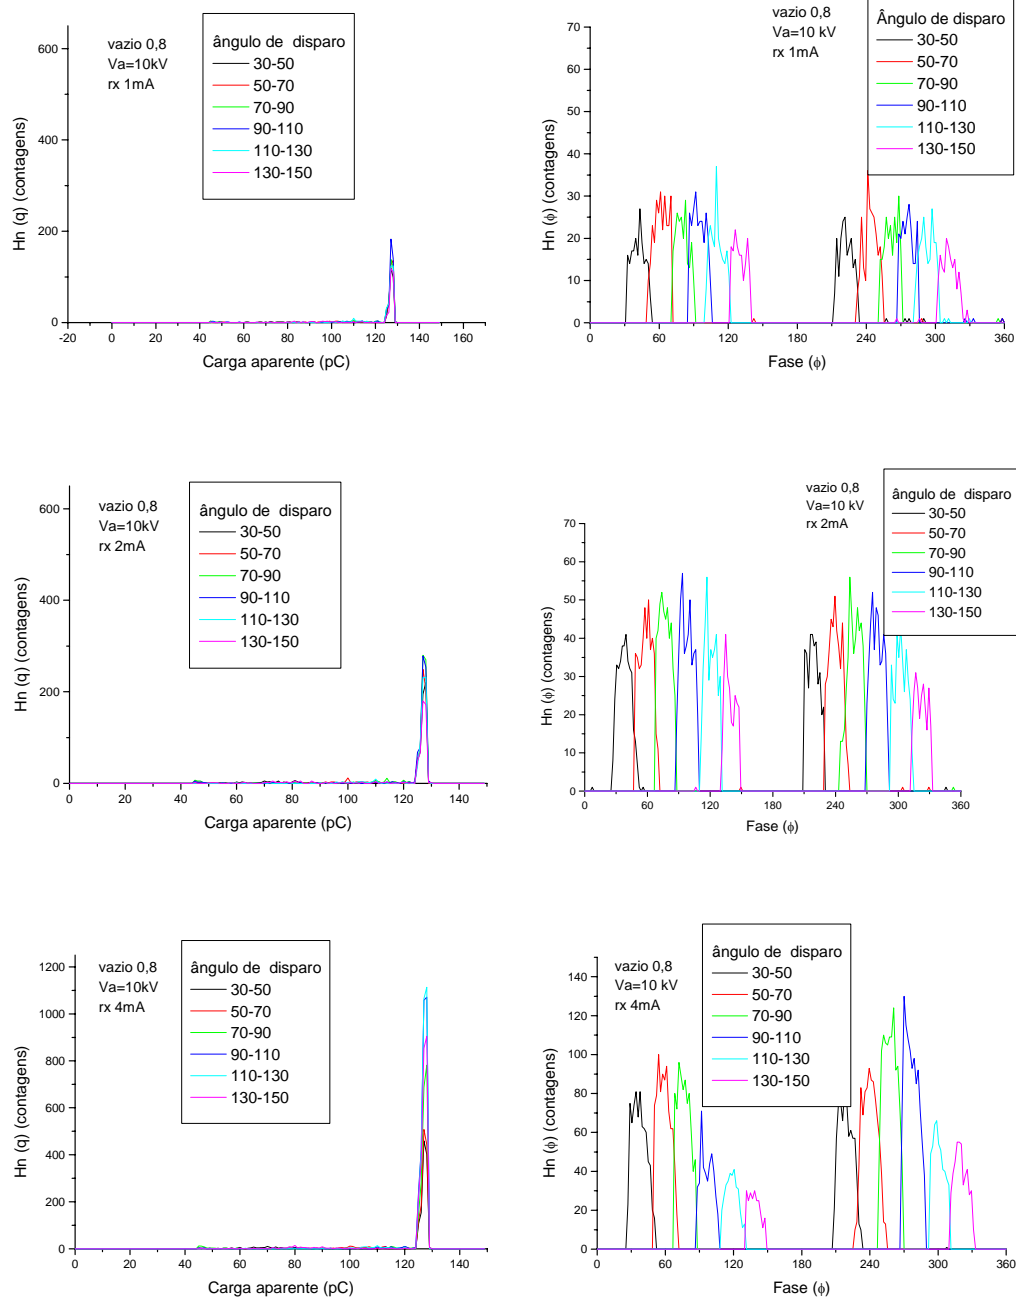 vazio 0,8
Va=10kV
rx 1mA
ângulo de disparo
30-50
50-70
70-90
90-110
110-130
130-150
Hn (q) (contagens)
600
400
200
0
-20 0 20 40 60 80 100 120 140 160
Carga aparente (pC)
vazio 0,8
Va=10 kV
rx 1mA
Ângulo de disparo
30-50
50-70
70-90
90-110
110-130
130-150
Hn (ϕ) (contagens)
70
60
50
40
30
20
10
0
0 60 120 180 240 300 360
Fase (ϕ)
vazio 0,8
Va=10kV
rx 2mA
ângulo de disparo
30-50
50-70
70-90
90-110
110-130
130-150
Hn (q) (contagens)
600
400
200
0
0 20 40 60 80 100 120 140
Carga aparente (pC)
vazio 0,8
Va=10 kV
rx 2mA
ângulo de disparo
30-50
50-70
70-90
90-110
110-130
130-150
Hn (ϕ) (contagens)
70
60
50
40
30
20
10
0
0 60 120 180 240 300 360
Fase (ϕ)
vazio 0,8
Va=10kV
rx 4mA
ângulo de disparo
30-50
50-70
70-90
90-110
110-130
130-150
Hn (q) (contagens)
1200
1000
800
600
400
200
0
0 20 40 60 80 100 120 140
Carga aparente (pC)
vazio 0,8
Va=10 kV
rx 4mA
ângulo de disparo
30-50
50-70
70-90
90-110
110-130
130-150
Hn (ϕ) (contagens)
140
120
100
80
60
40
20
0
0 60 120 180 240 300 360
Fase (ϕ)